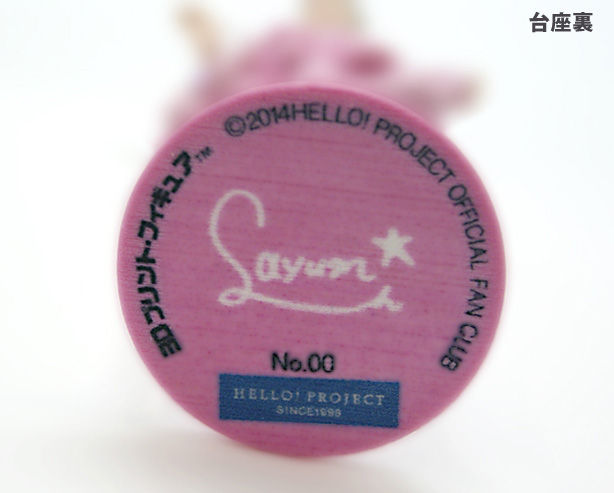 台座裏
©2014HELLO! PROJECT OFFICIAL FAN CLUB
3Dプリント・フィギュア™
Sayumi
No.00
HELLO! PROJECT
SINCE1998